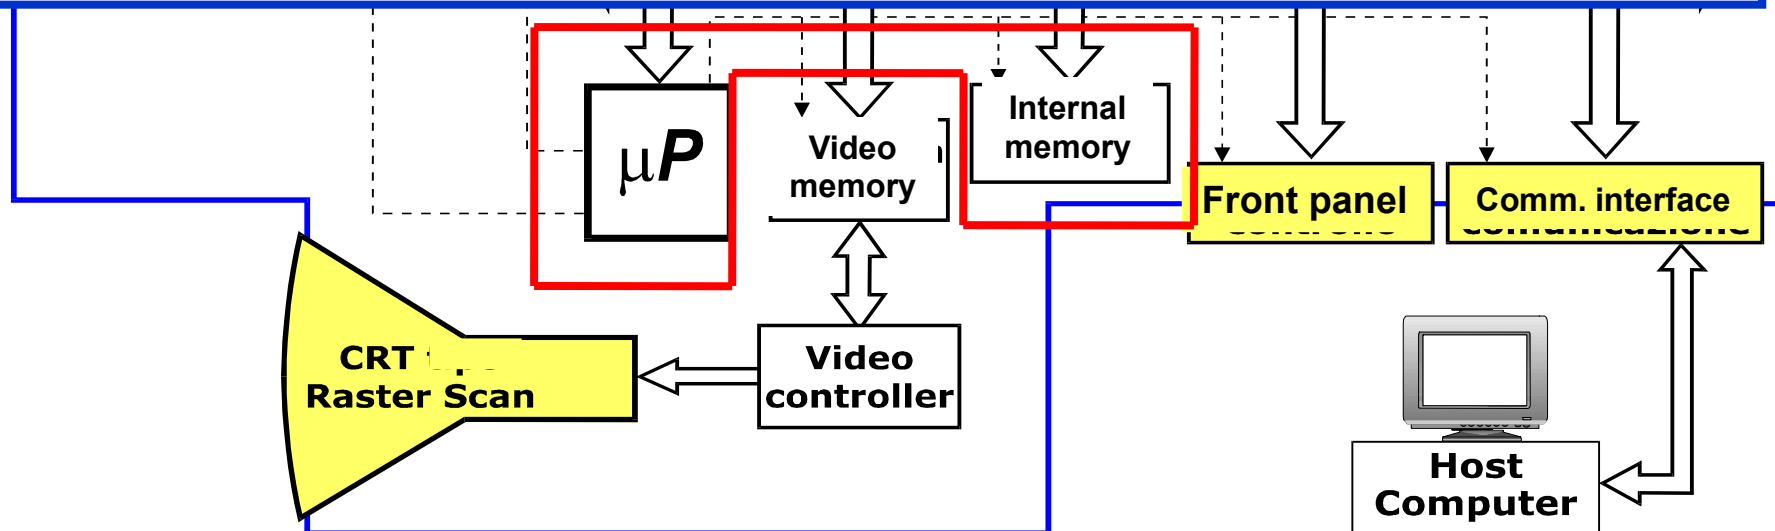 μP
Video
memory
Internal
memory
Front panel
Comm. interface
CRT
Raster Scan
Video
controller
Host
Computer